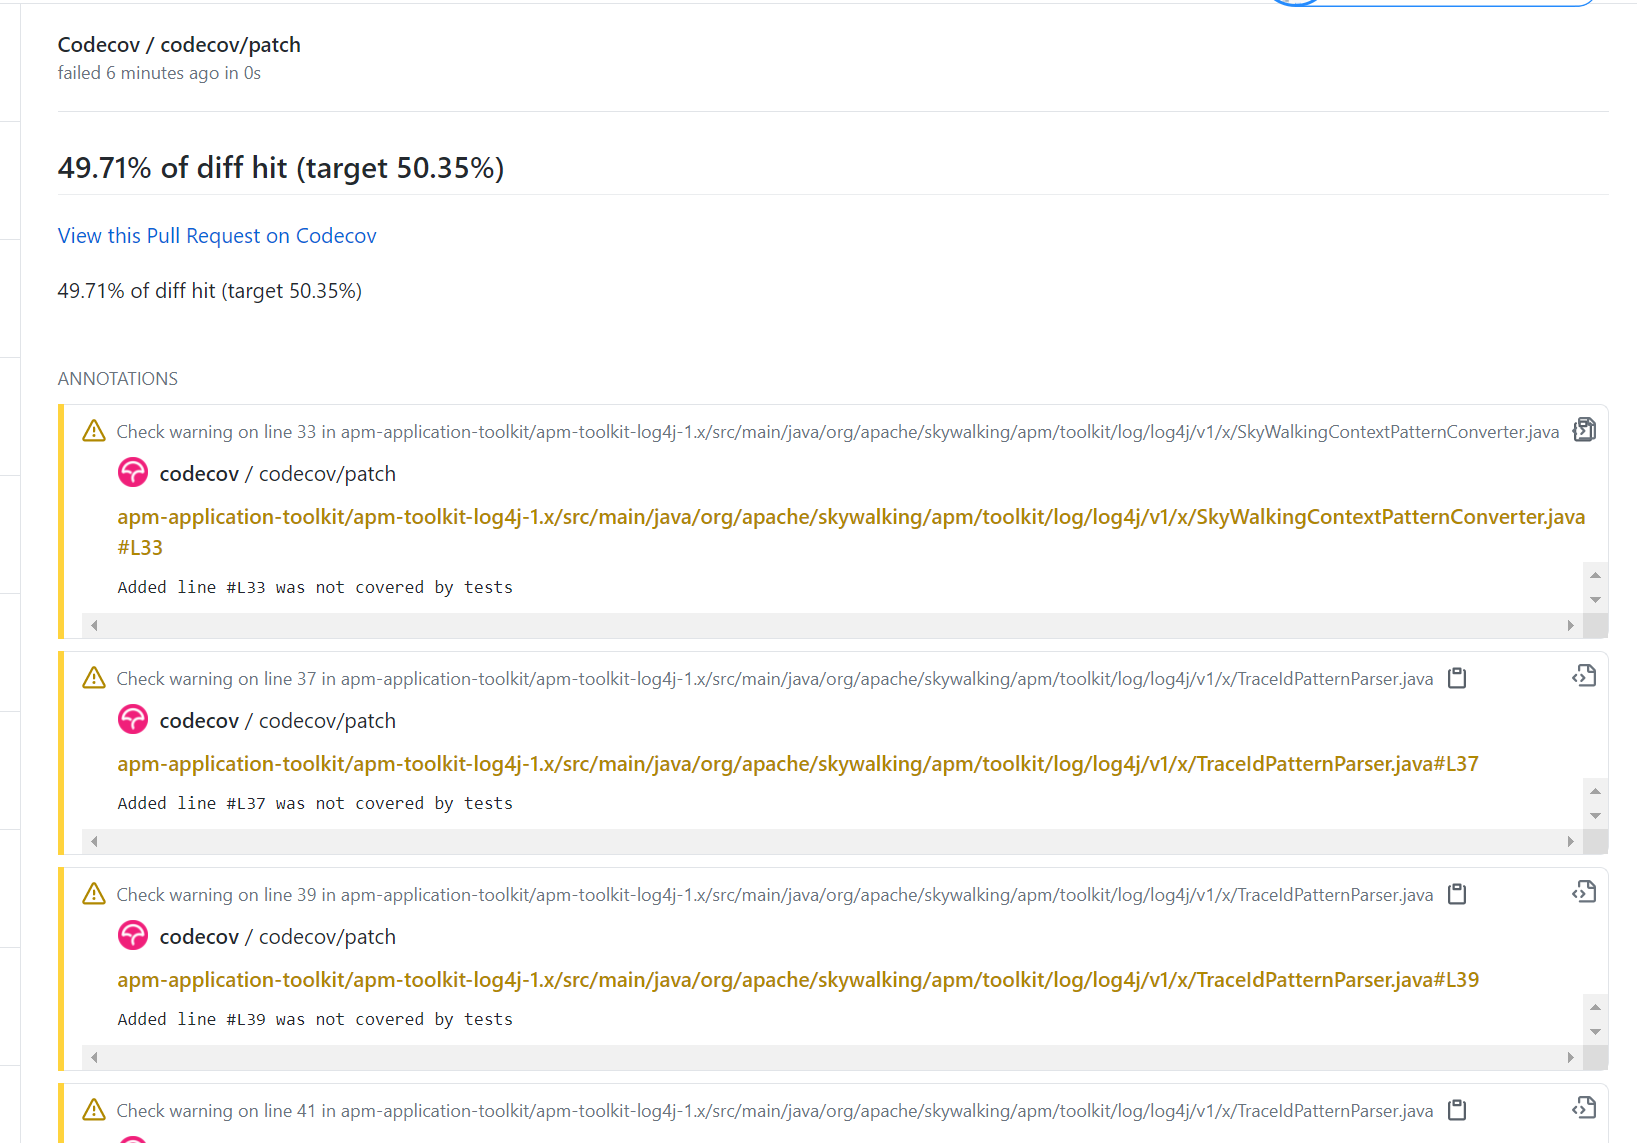 Codecov / codecov/patch
failed 6 minutes ago in 0s
49.71% of diff hit (target 50.35%)
View this Pull Request on Codecov
49.71% of diff hit (target 50.35%)
ANNOTATIONS
Check warning on line 33 in apm-application-toolkit/apm-toolkit-log4j-1.x/src/main/java/org/apache/skywalking/apm/toolkit/log/log4j/v1/x/SkyWalkingContextPatternConverter.java
codecov / codecov/patch
apm-application-toolkit/apm-toolkit-log4j-1.x/src/main/java/org/apache/skywalking/apm/toolkit/log/log4j/v1/x/SkyWalkingContextPatternConverter.java
#L33
Added line #L33 was not covered by tests
Check warning on line 37 in apm-application-toolkit/apm-toolkit-log4j-1.x/src/main/java/org/apache/skywalking/apm/toolkit/log/log4j/v1/x/TraceIdPatternParser.java
codecov / codecov/patch
apm-application-toolkit/apm-toolkit-log4j-1.x/src/main/java/org/apache/skywalking/apm/toolkit/log/log4j/v1/x/TraceIdPatternParser.java#L37
Added line #L37 was not covered by tests
Check warning on line 39 in apm-application-toolkit/apm-toolkit-log4j-1.x/src/main/java/org/apache/skywalking/apm/toolkit/log/log4j/v1/x/TraceIdPatternParser.java
codecov / codecov/patch
apm-application-toolkit/apm-toolkit-log4j-1.x/src/main/java/org/apache/skywalking/apm/toolkit/log/log4j/v1/x/TraceIdPatternParser.java#L39
Added line #L39 was not covered by tests
Check warning on line 41 in apm-application-toolkit/apm-toolkit-log4j-1.x/src/main/java/org/apache/skywalking/apm/toolkit/log/log4j/v1/x/TraceIdPatternParser.java